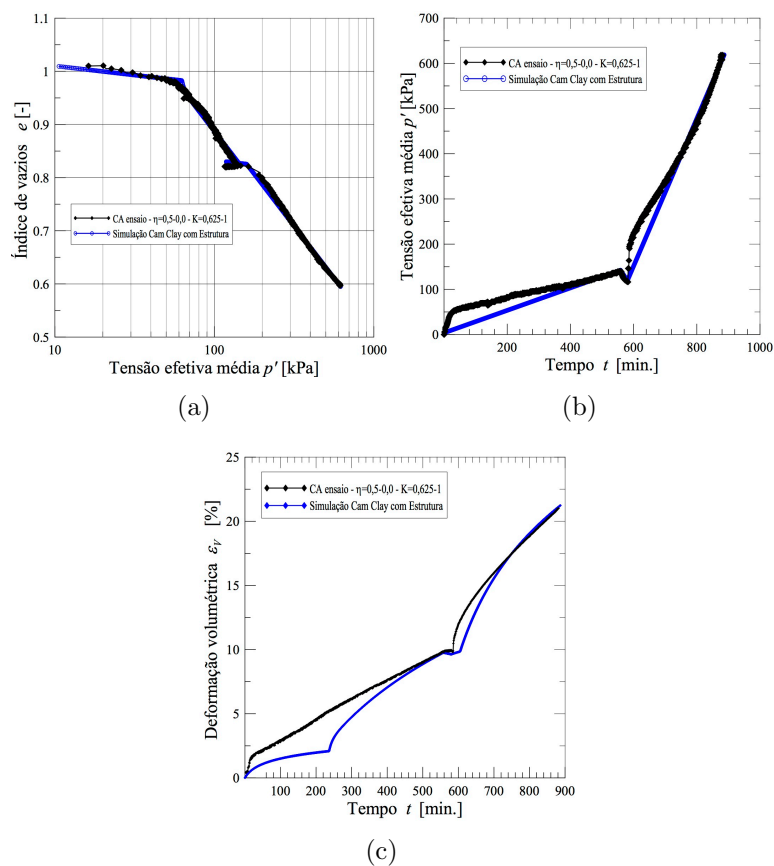 1.1
1
0.9
0.8
0.7
0.6
0.5
Índice de vazios e [-]
CA ensaio - η=0,5-0,0 - K=0,625-1
Simulação Cam Clay com Estrutura
10
100
1000
Tensão efetiva média p' [kPa]
(a)
700
600
500
400
300
200
100
0
Tensão efetiva média p' [kPa]
CA ensaio - η=0,5-0,0 - K=0,625-1
Simulação Cam Clay com Estrutura
200
400
600
800
1000
Tempo t [min.]
(b)
25
20
15
10
5
0
Deformação volumétrica εV [%]
CA ensaio - η=0,5-0,0 - K=0,625-1
Simulação Cam Clay com Estrutura
100 200 300 400 500 600 700 800 900
Tempo t [min.]
(c)